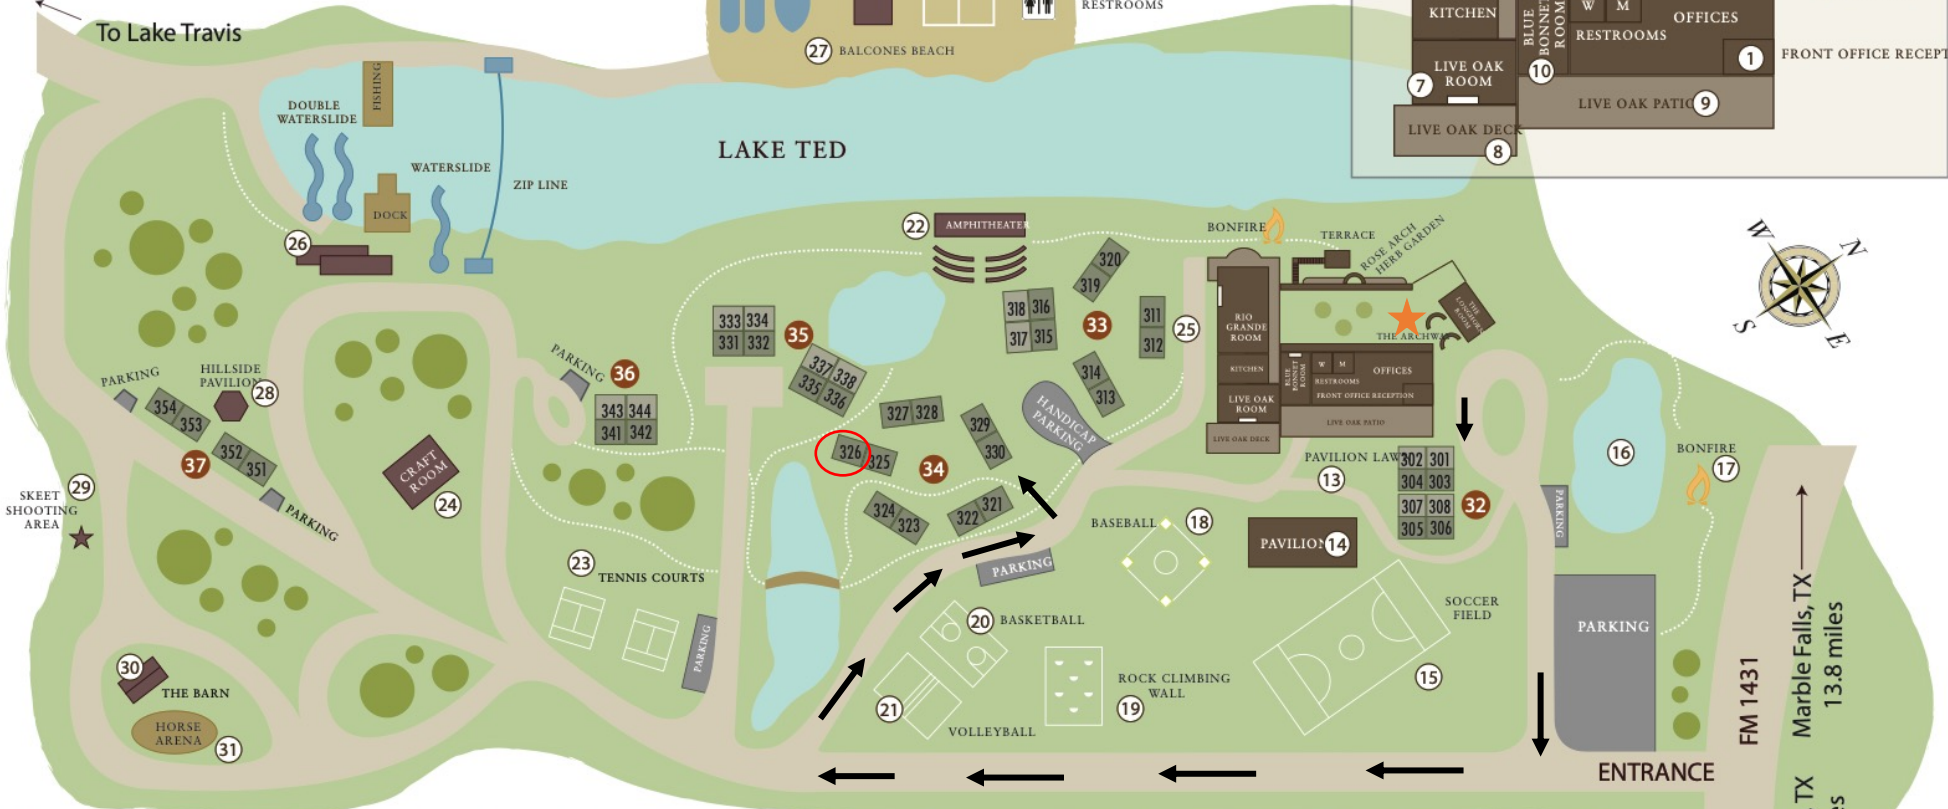 To Lake Travis
RESTROOMS
27 BALCONES BEACH
FISHING
DOUBLE
WATERSLIDE
WATERSLIDE
ZIP LINE
DOCK
26
LAKE TED
KITCHEN
BLUE
BONNET
ROOM
W M
OFFICES
RESTROOMS
LIVE OAK
ROOM
7
10
1 FRONT OFFICE RECEPT
LIVE OAK PATIO
9
LIVE OAK DECK
8
W
N
S
E
22 AMPHITHEATER
BONFIRE
TERRACE
ROSE ARCH
HERB GARDEN
THE
LONGHORN
ROOM
THE ARCHWAY
320
319
318 316
317 315
33
311
312
25
314
313
RIO
GRANDE
ROOM
KITCHEN
BLUE
BONNET
ROOM
W M
OFFICES
RESTROOMS
FRONT OFFICE RECEPTION
LIVE OAK
ROOM
LIVE OAK PATIO
LIVE OAK DECK
333 334
331 332
35
337 338
335 336
327 328
329
330
HANDICAP
PARKING
326
325
34
324
323
322 321
PARKING
36
343 344
341 342
PARKING
HILLSIDE
PAVILION
28
354
353
352
351
37
PARKING
CRAFT
ROOM
24
29
SKEET
SHOOTING
AREA
PAVILION LAWN
13
302 301
304 303
307 308
305 306
32
PARKING
16
BONFIRE
17
BASEBALL
18
PAVILION 14
PARKING
23
TENNIS COURTS
PARKING
20 BASKETBALL
SOCCER
FIELD
15
PARKING
21
VOLLEYBALL
ROCK CLIMBING
WALL
19
30
THE BARN
HORSE
ARENA
31
ENTRANCE
FM 1431
Marble Falls, TX
13.8 miles
TX
es